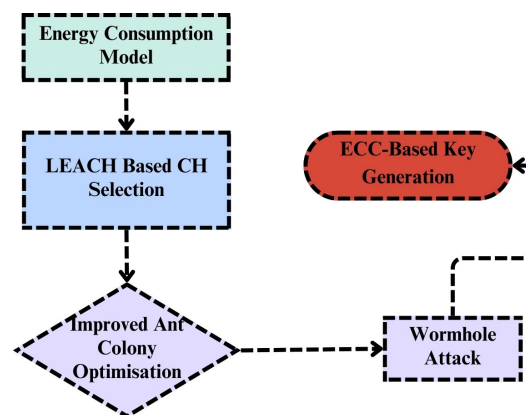 Energy Consumption
Model
LEACH Based CH
Selection
ECC-Based Key
Generation
Improved Ant
Colony
Optimisation
Wormhole
Attack